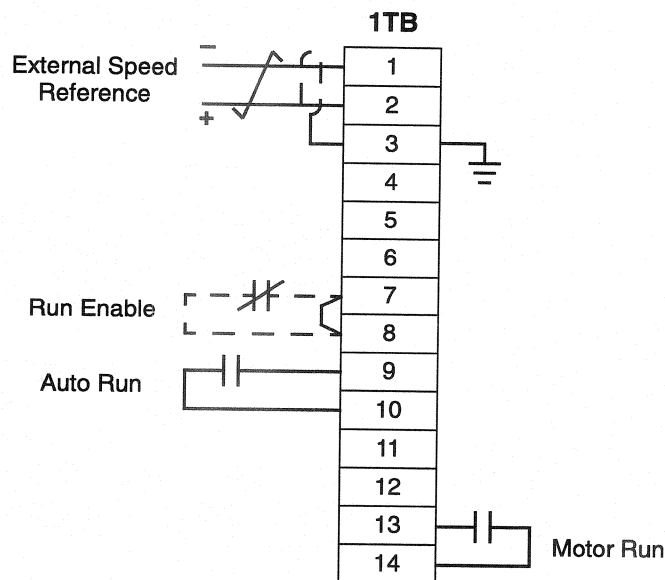 1TB
−
External Speed
Reference
+
1
2
3
4
5
6
7
8
9
10
11
12
13
14
Run Enable
Auto Run
Motor Run